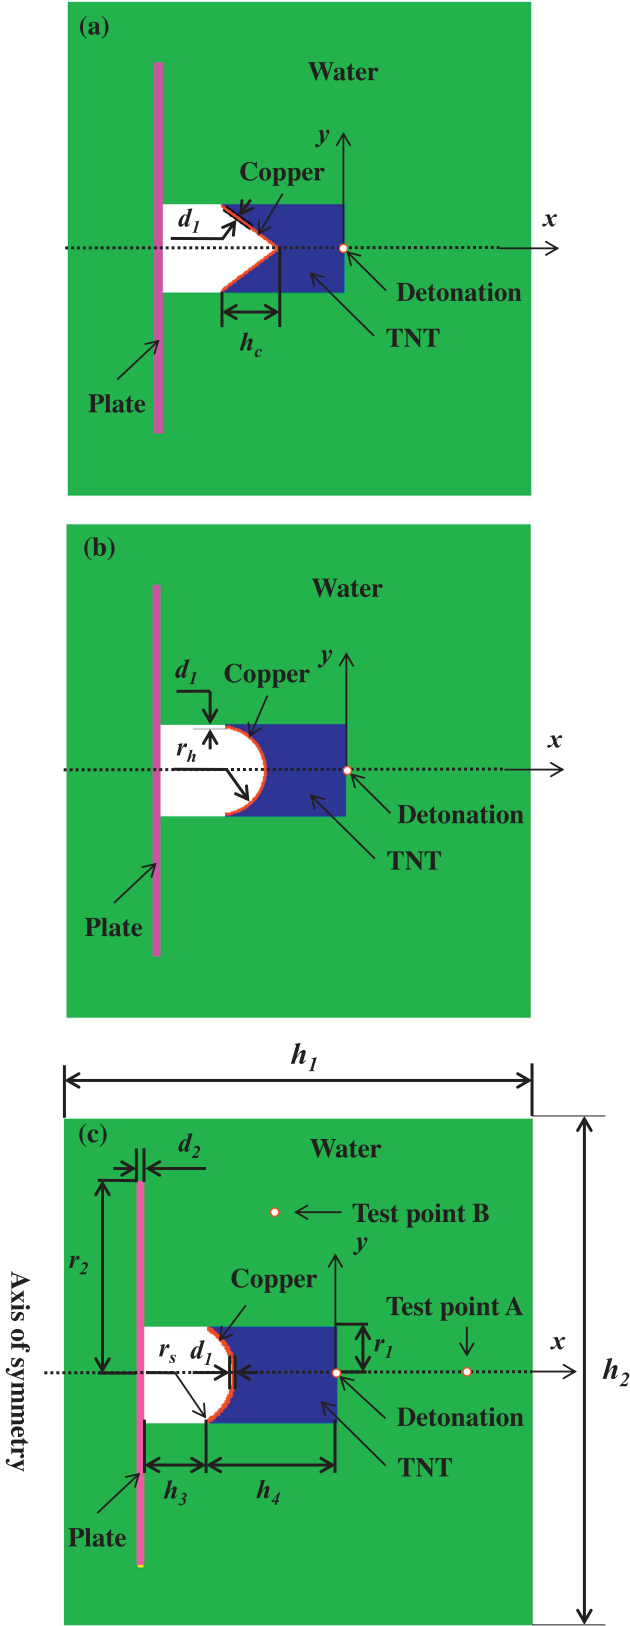 (a)
Water
y
Copper
d1
x
Detonation
TNT
hc
Plate
(b)
Water
y
Copper
d1
rh
x
Detonation
TNT
Plate
h1
(c)
d2
Water
Test point B
r2
y
Copper
Test point A
Axis of symmetry
rs
d1
r1
x
h2
Detonation
TNT
h3
h4
Plate